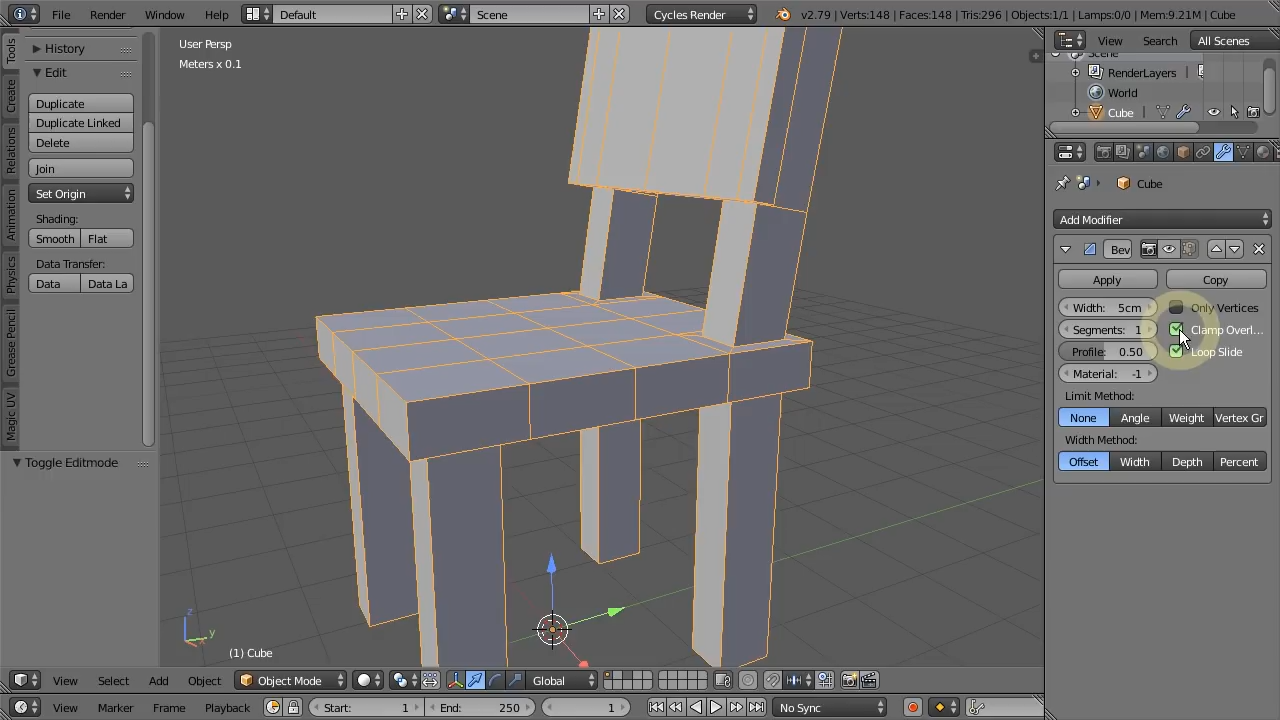 File Render Window Help Default Scene Cycles Render v2.79 | Verts:148 | Faces:148 | Tris:296 | Objects:1/1 | Lamps:0/0 | Mem:9.21M | Cube
History
Edit
Duplicate
Duplicate Linked
Delete
Join
Set Origin
Shading:
Smooth Flat
Data Transfer:
Data Data La
Toggle Editmode
Tools
Create
Relations
Animation
Physics
Grease Pencil
Magic UV
User Persp
Meters x 0.1
(1) Cube
z
y
x
View Search All Scenes
Scene
RenderLayers
World
Cube
Cube
Add Modifier
Bev
Apply Copy
Width: 5cm Only Vertices
Segments: 1 Clamp Overl...
Profile: 0.50 Loop Slide
Material: -1
Limit Method:
None Angle Weight Vertex Gr
Width Method:
Offset Width Depth Percent
View Select Add Object Object Mode Global
View Marker Frame Playback Start: 1 End: 250 1 No Sync